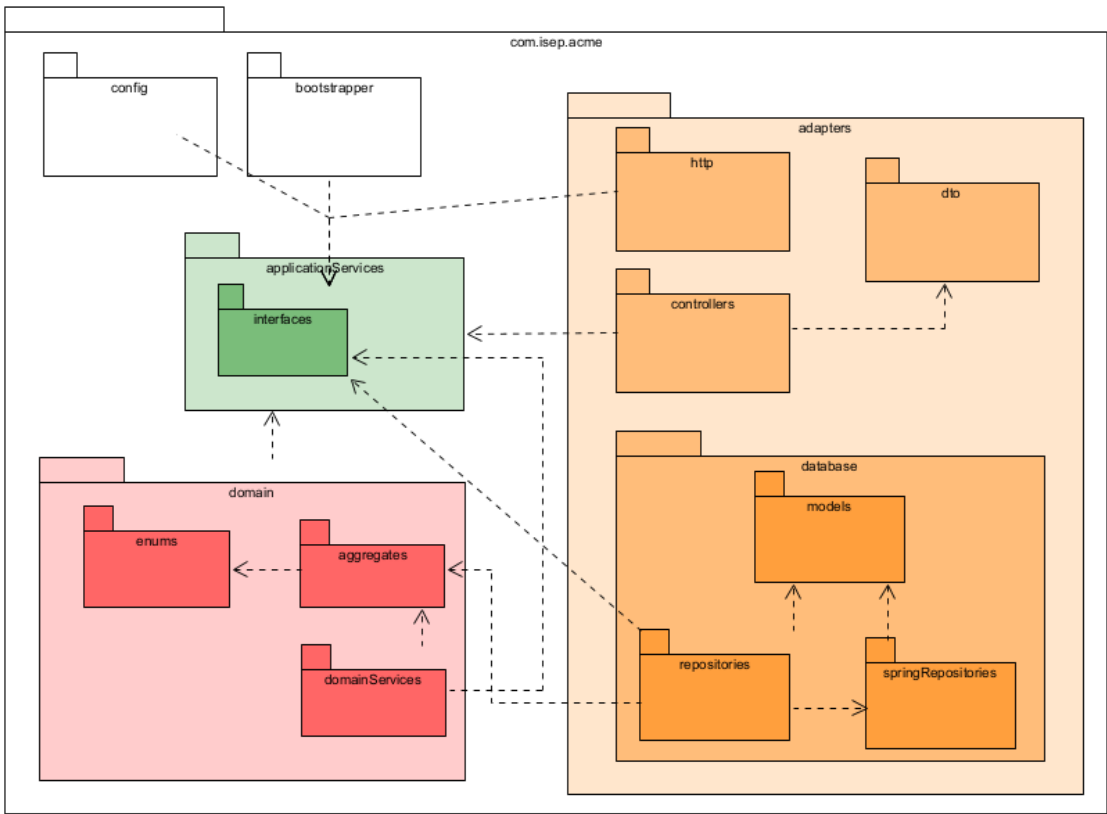 com.isep.acme
config
bootstrapper
adapters
http
dto
applicationServices
controllers
interfaces
database
domain
models
enums
aggregates
repositories
springRepositories
domainServices